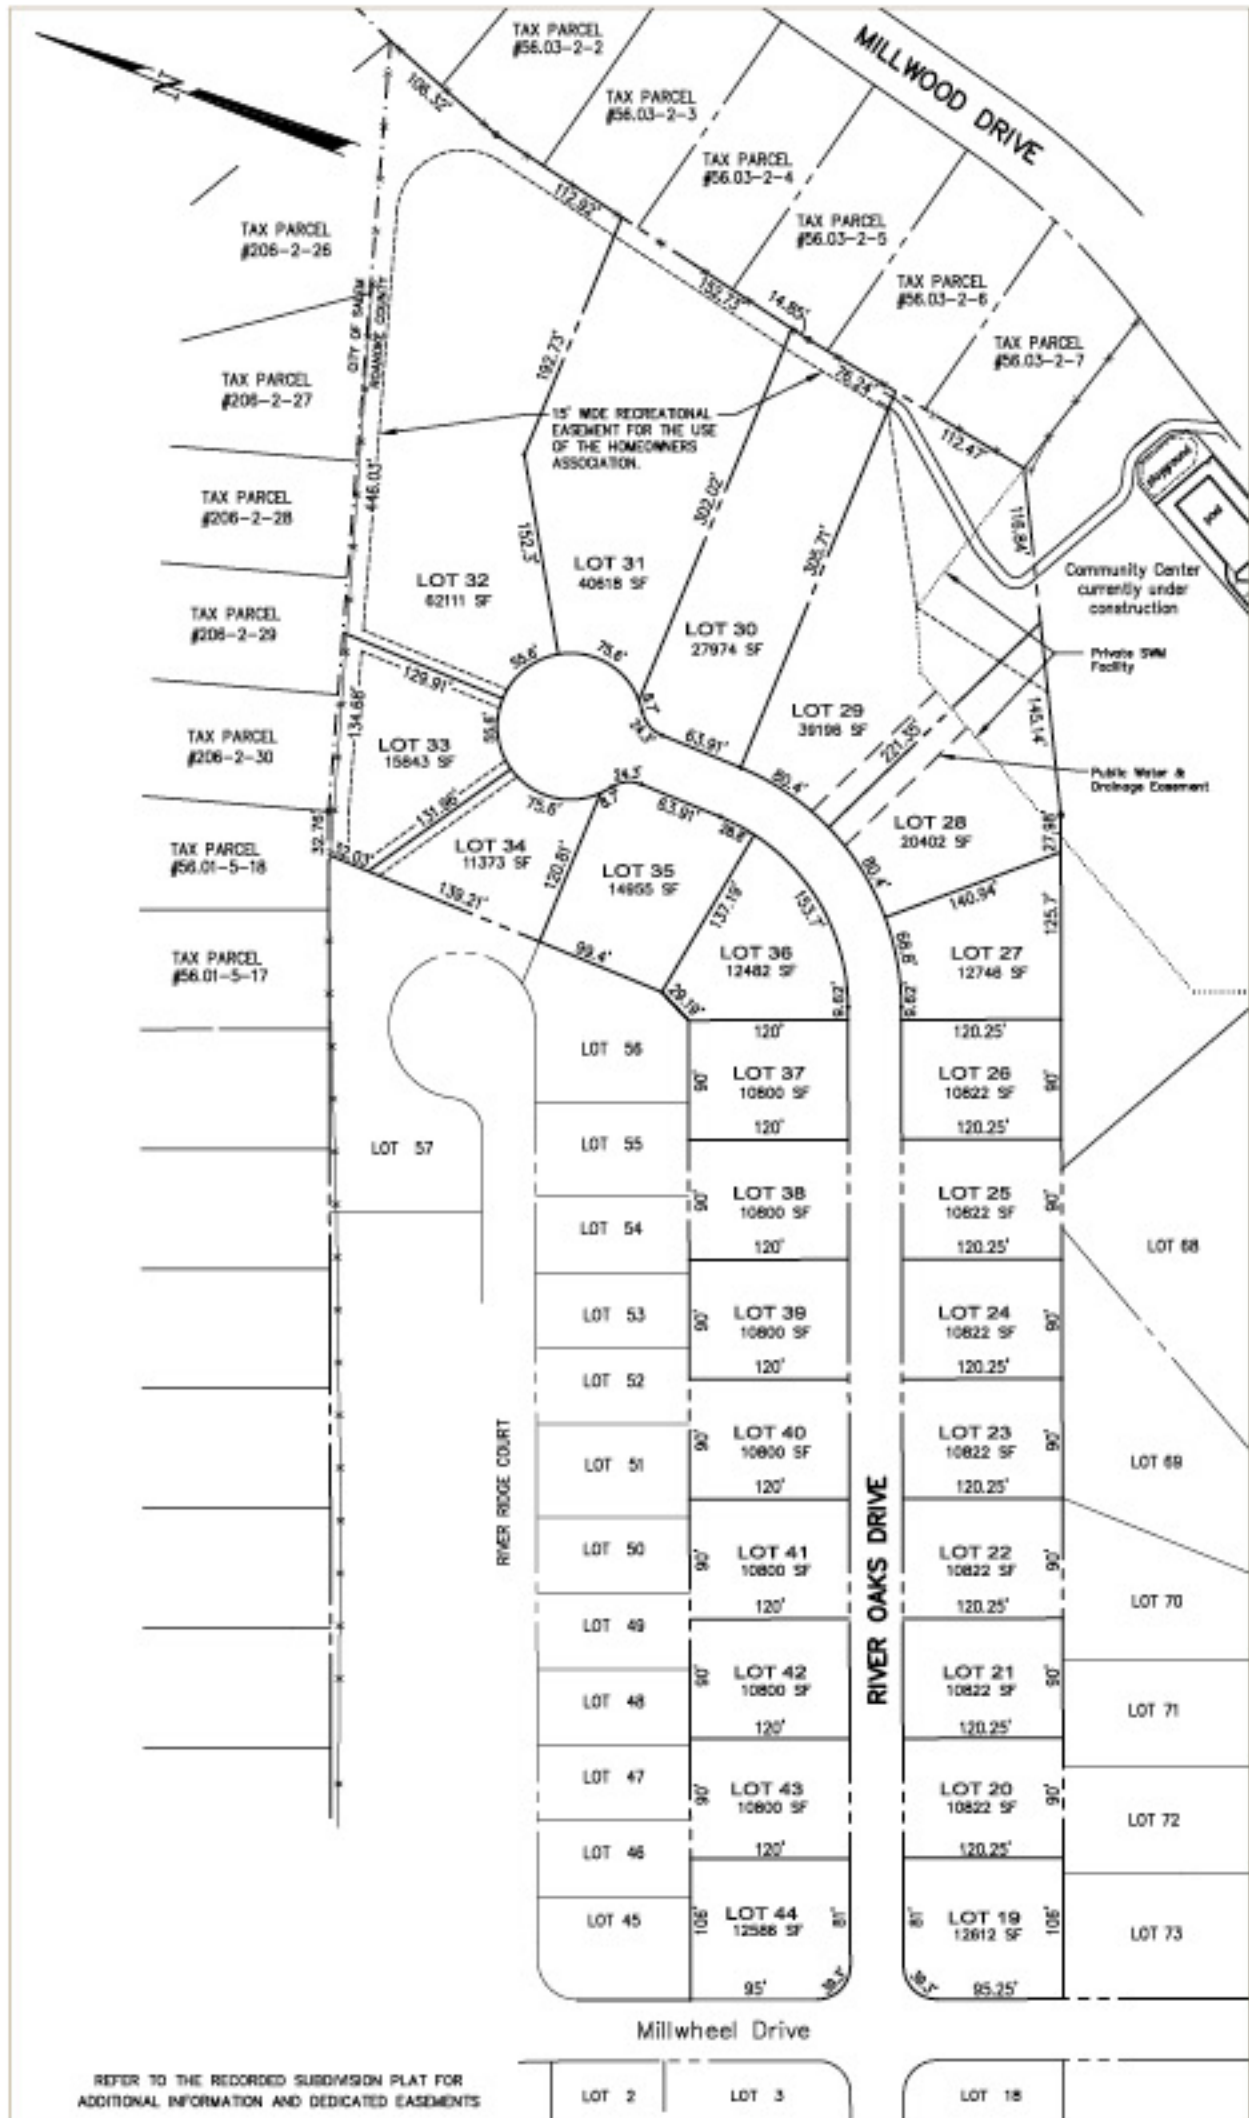 TAX PARCEL
#56.03-2-2
MILLWOOD DRIVE
N
106.32'
TAX PARCEL
#56.03-2-3
TAX PARCEL
#56.03-2-4
112.92'
TAX PARCEL
#56.03-2-5
TAX PARCEL
#206-2-26
TAX PARCEL
#56.03-2-6
CITY OF SALEM
ROANOKE COUNTY
152.73'
14.85'
TAX PARCEL
#56.03-2-7
192.73'
TAX PARCEL
#206-2-27
76.24'
15' WIDE RECREATIONAL
EASEMENT FOR THE USE
OF THE HOMEOWNERS
ASSOCIATION.
112.47'
playground
446.03'
TAX PARCEL
#206-2-28
302.02'
305.71'
116.84'
152.3'
LOT 31
40618 SF
LOT 32
62111 SF
Community Center
currently under
construction
TAX PARCEL
#206-2-29
LOT 30
27974 SF
Private SWM
Facility
55.6'
75.6'
129.91'
134.68'
LOT 29
39198 SF
145.14'
221.35'
55.6'
24.5'
63.91'
TAX PARCEL
#206-2-30
LOT 33
15843 SF
Public Water &
Drainage Easement
80.4'
24.5'
63.91'
75.6'
131.96'
32.76'
28.8'
LOT 28
20402 SF
27.98'
TAX PARCEL
#56.01-5-18
LOT 34
11373 SF
120.81'
LOT 35
14955 SF
80.4'
140.94'
139.21'
137.19'
153.7'
125.7'
99.4'
LOT 36
12482 SF
LOT 27
12746 SF
TAX PARCEL
#56.01-5-17
29.19'
9.62'
9.62'
120'
120.25'
LOT 56
90'
LOT 37
10800 SF
LOT 26
10822 SF
90'
120'
120.25'
LOT 57
LOT 55
90'
LOT 38
10800 SF
LOT 25
10822 SF
90'
LOT 54
120'
120.25'
LOT 68
LOT 53
90'
LOT 39
10800 SF
LOT 24
10822 SF
90'
120'
120.25'
LOT 52
90'
LOT 40
10800 SF
LOT 23
10822 SF
90'
LOT 51
120'
120.25'
LOT 69
RIVER RIDGE COURT
RIVER OAKS DRIVE
LOT 50
90'
LOT 41
10800 SF
LOT 22
10822 SF
90'
120'
120.25'
LOT 70
LOT 49
90'
LOT 42
10800 SF
LOT 21
10822 SF
90'
LOT 48
120'
120.25'
LOT 71
LOT 47
90'
LOT 43
10800 SF
LOT 20
10822 SF
90'
LOT 46
120'
120.25'
LOT 72
LOT 45
106'
LOT 44
12586 SF
81'
81'
LOT 19
12612 SF
106'
LOT 73
95'
39.3'
39.3'
95.25'
Millwheel Drive
REFER TO THE RECORDED SUBDIVISION PLAT FOR
ADDITIONAL INFORMATION AND DEDICATED EASEMENTS
LOT 2
LOT 3
LOT 18